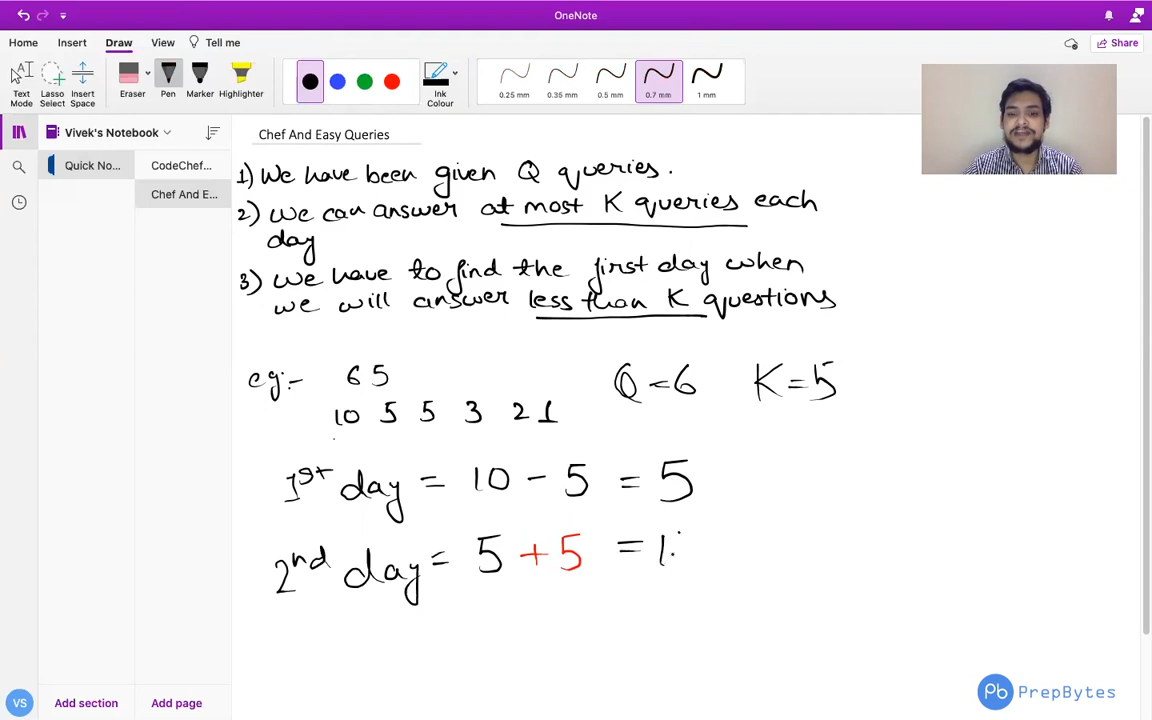 OneNote
Home Insert Draw View Tell me
Share
Text Mode
Lasso Select
Insert Space
Eraser
Pen
Marker
Highlighter
Ink Colour
0.25 mm
0.35 mm
0.5 mm
0.7 mm
1 mm
Vivek's Notebook
Quick No...
CodeChef...
Chef And E...
Chef And Easy Queries
1) We have been given Q queries.
2) we can answer at most K queries each
day
3) we have to find the first day when
we will answer less than K questions
eg:- 6 5
Q = 6 K = 5
10 5 5 3 2 1
1st day = 10 - 5 = 5
2nd day = 5 + 5 = 1
VS
Add section
Add page
Pb PrepBytes